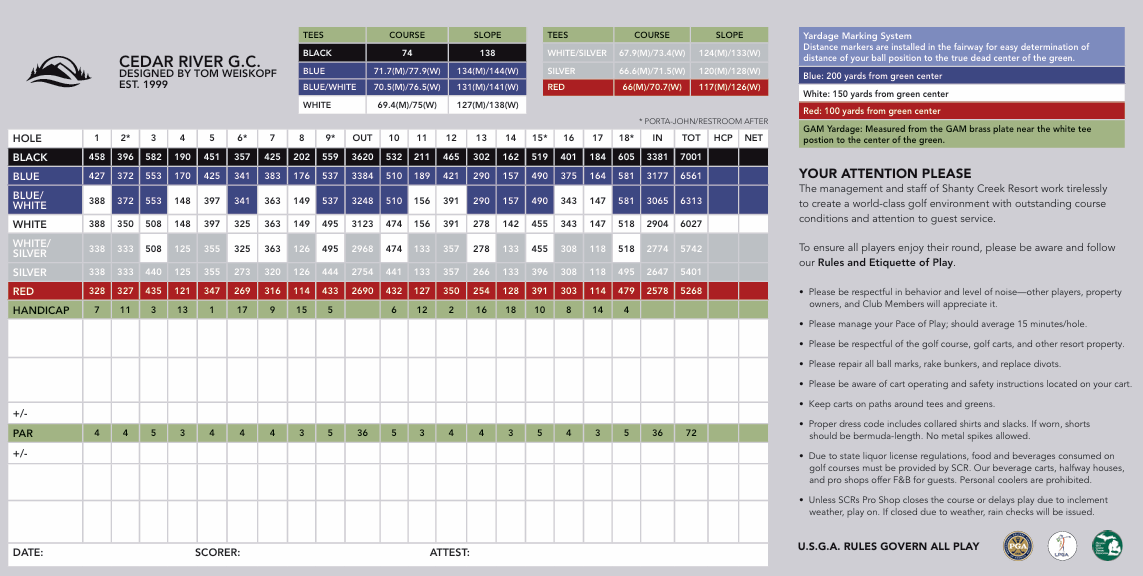 CEDAR RIVER G.C.
DESIGNED BY TOM WEISKOPF
EST. 1999
TEES COURSE SLOPE
BLACK 74 138
BLUE 71.7(M)/77.9(W) 134(M)/144(W)
BLUE/WHITE 70.5(M)/76.5(W) 131(M)/141(W)
WHITE 69.4(M)/75(W) 127(M)/138(W)
TEES COURSE SLOPE
WHITE/SILVER 67.9(M)/73.4(W) 124(M)/133(W)
SILVER 66.6(M)/71.5(W) 120(M)/128(W)
RED 66(M)/70.7(W) 117(M)/126(W)
* PORTA-JOHN/RESTROOM AFTER
HOLE 1 2* 3 4 5 6* 7 8 9* OUT 10 11 12 13 14 15* 16 17 18* IN TOT HCP NET
BLACK 458 396 582 190 451 357 425 202 559 3620 532 211 465 302 162 519 401 184 605 3381 7001
BLUE 427 372 553 170 425 341 383 176 537 3384 510 189 421 290 157 490 375 164 581 3177 6561
BLUE/
WHITE 388 372 553 148 397 341 363 149 537 3248 510 156 391 290 157 490 343 147 581 3065 6313
WHITE 388 350 508 148 397 325 363 149 495 3123 474 156 391 278 142 455 343 147 518 2904 6027
WHITE/
SILVER 338 333 508 125 355 325 363 126 495 2968 474 133 357 278 133 455 308 118 518 2774 5742
SILVER 338 333 440 125 355 273 320 126 444 2754 441 133 357 266 133 396 308 118 495 2647 5401
RED 328 327 435 121 347 269 316 114 433 2690 432 127 350 254 128 391 303 114 479 2578 5268
HANDICAP 7 11 3 13 1 17 9 15 5 6 12 2 16 18 10 8 14 4
+/-
PAR 4 4 5 3 4 4 4 3 5 36 5 3 4 4 3 5 4 3 5 36 72
+/-
DATE: SCORER: ATTEST:
Yardage Marking System
Distance markers are installed in the fairway for easy determination of
distance of your ball position to the true dead center of the green.
Blue: 200 yards from green center
White: 150 yards from green center
Red: 100 yards from green center
GAM Yardage: Measured from the GAM brass plate near the white tee
postion to the center of the green.
YOUR ATTENTION PLEASE
The management and staff of Shanty Creek Resort work tirelessly
to create a world-class golf environment with outstanding course
conditions and attention to guest service.
To ensure all players enjoy their round, please be aware and follow
our Rules and Etiquette of Play.
• Please be respectful in behavior and level of noise—other players, property
owners, and Club Members will appreciate it.
• Please manage your Pace of Play; should average 15 minutes/hole.
• Please be respectful of the golf course, golf carts, and other resort property.
• Please repair all ball marks, rake bunkers, and replace divots.
• Please be aware of cart operating and safety instructions located on your cart.
• Keep carts on paths around tees and greens.
• Proper dress code includes collared shirts and slacks. If worn, shorts
should be bermuda-length. No metal spikes allowed.
• Due to state liquor license regulations, food and beverages consumed on
golf courses must be provided by SCR. Our beverage carts, halfway houses,
and pro shops offer F&B for guests. Personal coolers are prohibited.
• Unless SCRs Pro Shop closes the course or delays play due to inclement
weather, play on. If closed due to weather, rain checks will be issued.
U.S.G.A. RULES GOVERN ALL PLAY
PGA
LPGA